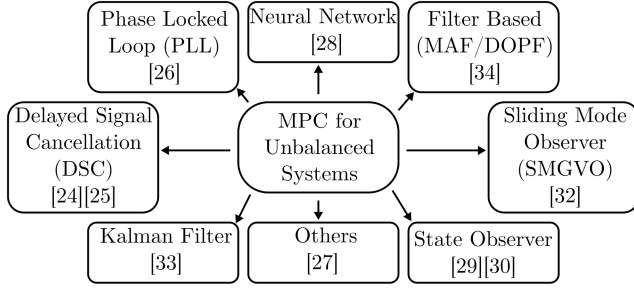 Phase Locked
Loop (PLL)
[26]
Neural Network
[28]
Filter Based
(MAF/DOPF)
[34]
Delayed Signal
Cancellation
(DSC)
[24][25]
MPC for
Unbalanced
Systems
Sliding Mode
Observer
(SMGVO)
[32]
Kalman Filter
[33]
Others
[27]
State Observer
[29][30]